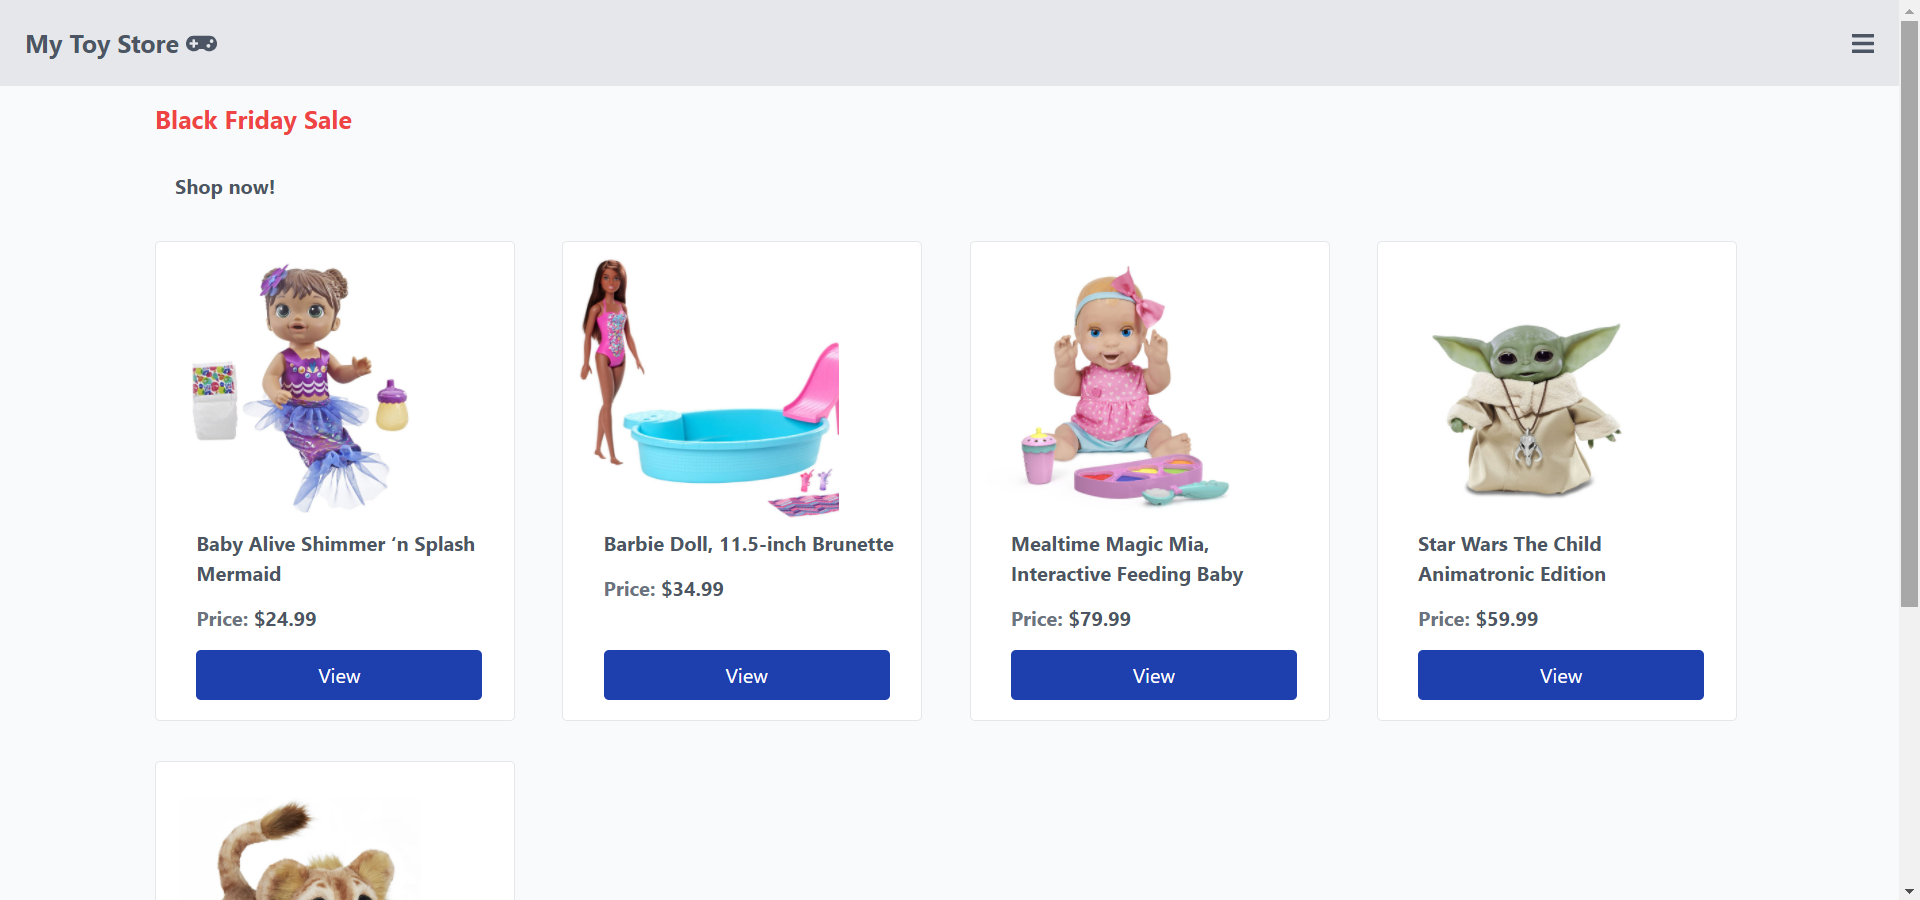 My Toy Store
Black Friday Sale
Shop now!
Baby Alive Shimmer ‘n Splash
Mermaid
Price: $24.99
View
Barbie Doll, 11.5-inch Brunette
Price: $34.99
View
Mealtime Magic Mia,
Interactive Feeding Baby
Price: $79.99
View
Star Wars The Child
Animatronic Edition
Price: $59.99
View